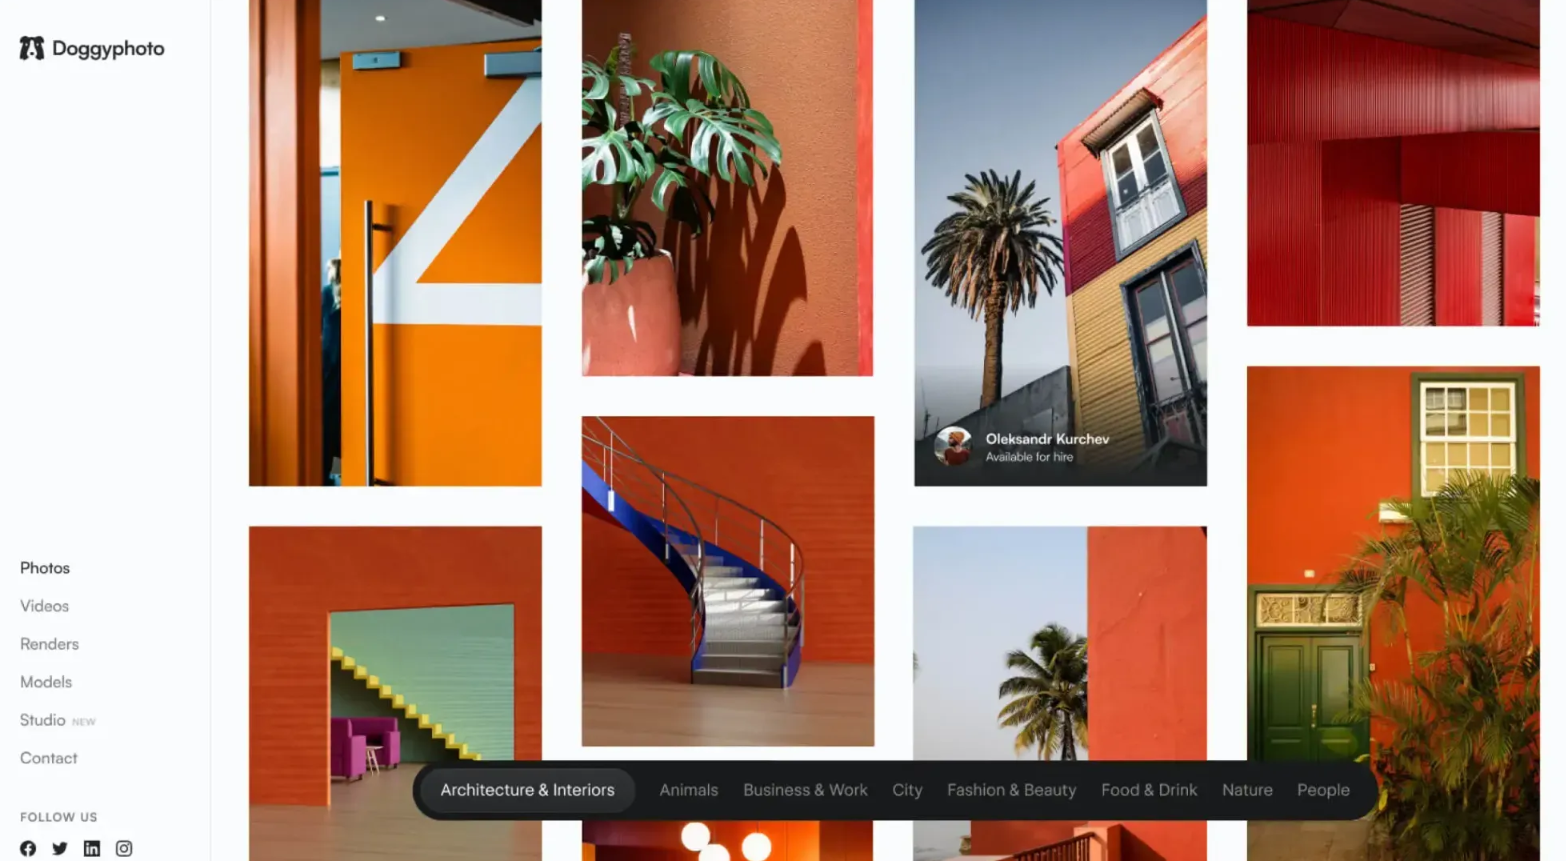 Doggyphoto
Photos
Videos
Renders
Models
Studio NEW
Contact
FOLLOW US
Oleksandr Kurchev
Available for hire
Architecture & Interiors
Animals
Business & Work
City
Fashion & Beauty
Food & Drink
Nature
People